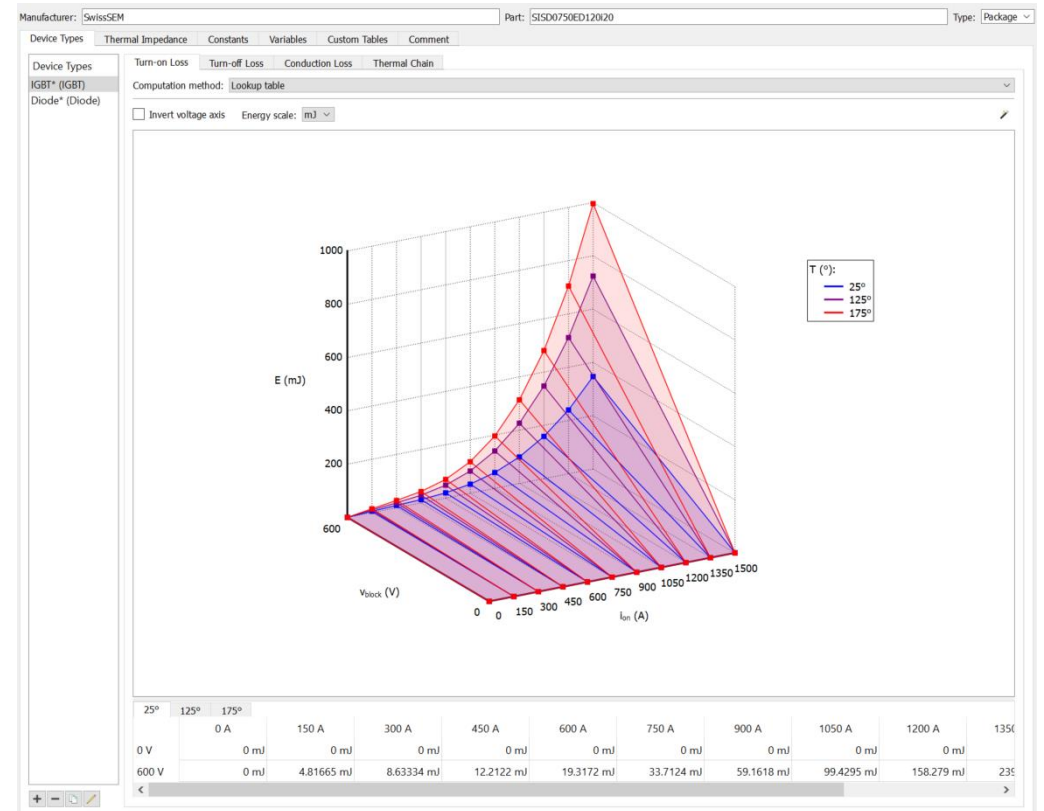 Manufacturer: SwissSEM Part: SISD0750ED120I20 Type: Package
Device Types Thermal Impedance Constants Variables Custom Tables Comment
Device Types
IGBT* (IGBT)
Diode* (Diode)
Turn-on Loss Turn-off Loss Conduction Loss Thermal Chain
Computation method: Lookup table
Invert voltage axis Energy scale: mJ
1000
800
600
400
200
E (mJ)
T (°):
25°
125°
175°
600
0
vblock (V)
0 150 300 450 600 750 900 1050 1200 1350 1500
ion (A)
25° 125° 175°
0 A 150 A 300 A 450 A 600 A 750 A 900 A 1050 A 1200 A 1350
0 V 0 mJ 0 mJ 0 mJ 0 mJ 0 mJ 0 mJ 0 mJ 0 mJ 0 mJ
600 V 0 mJ 4.81665 mJ 8.63334 mJ 12.2122 mJ 19.3172 mJ 33.7124 mJ 59.1618 mJ 99.4295 mJ 158.279 mJ 239